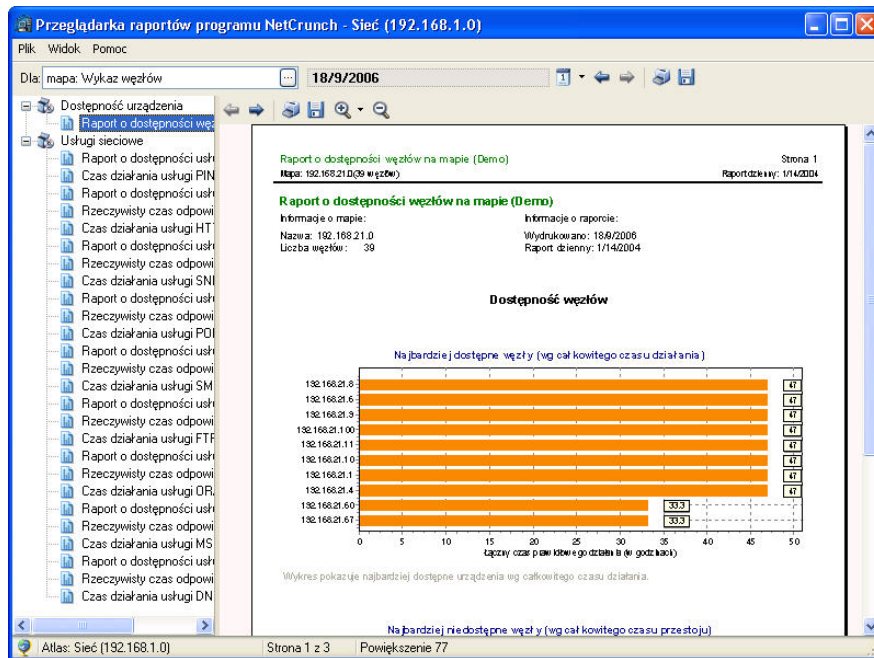 Przeglądarka raportów programu NetCrunch - Sieć (192.168.1.0)
Plik Widok Pomoc
Dla: mapa: Wykaz węzłów ... 18/9/2006
Dostępność urządzenia
Raport o dostępności węz
Usługi sieciowe
Raport o dostępności usłu
Czas działania usługi PIN
Raport o dostępności usłu
Rzeczywisty czas odpowi
Czas działania usługi HT
Raport o dostępności usłu
Rzeczywisty czas odpowi
Czas działania usługi SN
Raport o dostępności usłu
Rzeczywisty czas odpowi
Czas działania usługi PO
Raport o dostępności usłu
Rzeczywisty czas odpowi
Czas działania usługi SM
Raport o dostępności usłu
Rzeczywisty czas odpowi
Czas działania usługi FT
Raport o dostępności usłu
Rzeczywisty czas odpowi
Czas działania usługi OR
Raport o dostępności usłu
Rzeczywisty czas odpowi
Czas działania usługi MS
Raport o dostępności usłu
Rzeczywisty czas odpowi
Czas działania usługi DN
Raport o dostępności węzłów na mapie (Demo) Strona 1
Mapa: 192.168.21.0(39 węzłów) Raport dzienny: 1/14/2004
Raport o dostępności węzłów na mapie (Demo)
Informacje o mapie: Informacje o raporcie:
Nazwa: 192.168.21.0 Wydrukowano: 18/9/2006
Liczba węzłów: 39 Raport dzienny: 1/14/2004
Dostępność węzłów
Najbardziej dostępne węzły (wg całkowitego czasu działania)
192.168.21.8 47
192.168.21.6 47
192.168.21.9 47
192.168.21.100 47
192.168.21.11 47
192.168.21.10 47
192.168.21.1 47
192.168.21.4 47
192.168.21.60 33.3
192.168.21.67 33.3
0 5 10 15 20 25 30 35 40 45 50
Łączny czas prawidłowego działania (w godzinach)
Wykres pokazuje najbardziej dostępne urządzenia wg całkowitego czasu działania.
Najbardziej niedostępne węzły (wg całkowitego czasu przestoju)
Atlas: Sieć (192.168.1.0) Strona 1 z 3 Powiększenie 77